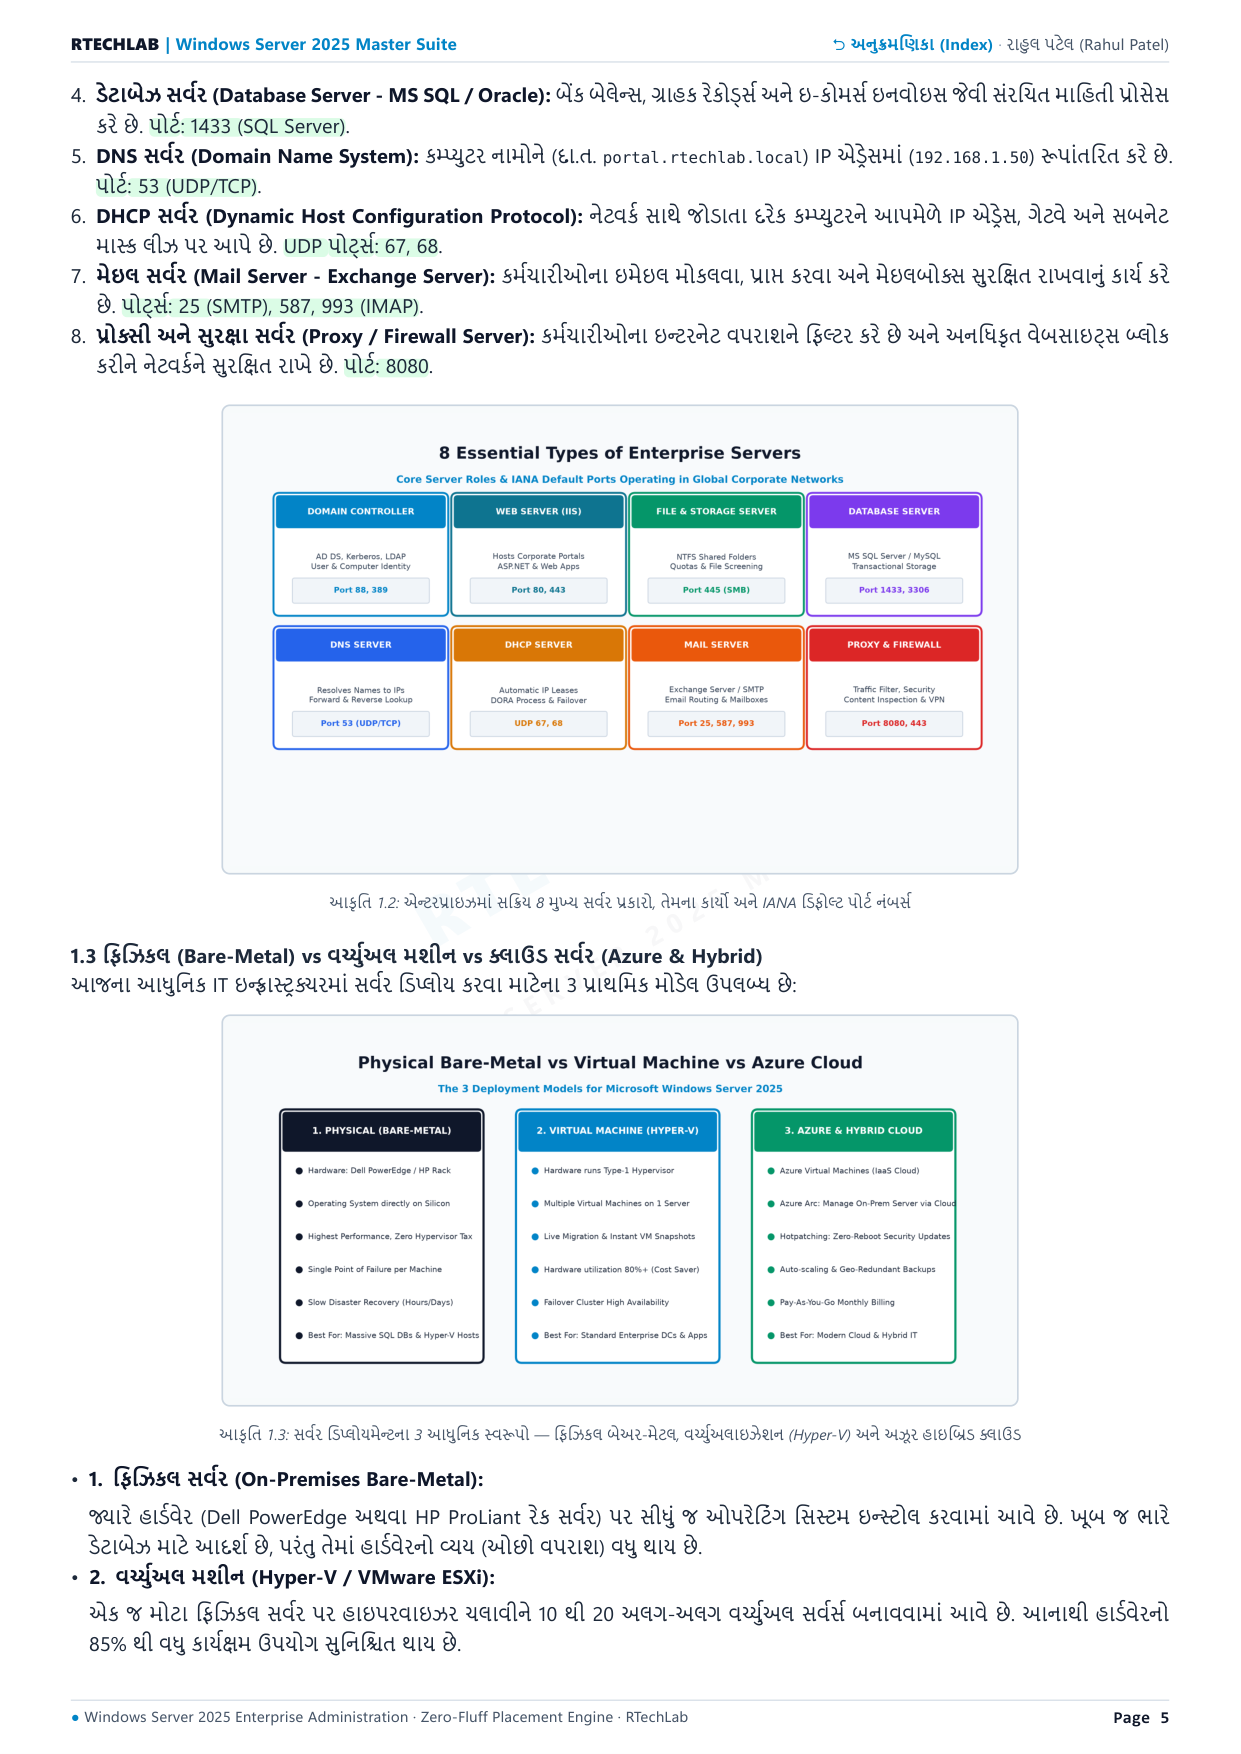 RTECHLAB | Windows Server 2025 Master Suite
⮌ અનુક્રમણિકા (Index) · રાહુલ પટેલ (Rahul Patel)
4. ડેટાબેઝ સર્વર (Database Server - MS SQL / Oracle): બેંક બેલેન્સ, ગ્રાહક રેકોર્ડ્સ અને ઇ-કોમર્સ ઇનવોઇસ જેવી સંરચિત માહિતી પ્રોસેસ
કરે છે. પોર્ટ: 1433 (SQL Server).
5. DNS સર્વર (Domain Name System): કમ્પ્યુટર નામોને (દા.ત. portal.rtechlab.local) IP એડ્રેસમાં (192.168.1.50) રૂપાંતરિત કરે છે.
પોર્ટ: 53 (UDP/TCP).
6. DHCP સર્વર (Dynamic Host Configuration Protocol): નેટવર્ક સાથે જોડાતા દરેક કમ્પ્યુટરને આપમેળે IP એડ્રેસ, ગેટવે અને સબનેટ
માસ્ક લીઝ પર આપે છે. UDP પોર્ટ્સ: 67, 68.
7. મેઇલ સર્વર (Mail Server - Exchange Server): કર્મચારીઓના ઇમેઇલ મોકલવા, પ્રાપ્ત કરવા અને મેઇલબોક્સ સુરક્ષિત રાખવાનું કાર્ય કરે
છે. પોર્ટ્સ: 25 (SMTP), 587, 993 (IMAP).
8. પ્રોક્સી અને સુરક્ષા સર્વર (Proxy / Firewall Server): કર્મચારીઓના ઇન્ટરનેટ વપરાશને ફિલ્ટર કરે છે અને અનધિકૃત વેબસાઇટ્સ બ્લોક
કરીને નેટવર્કને સુરક્ષિત રાખે છે. પોર્ટ: 8080.
8 Essential Types of Enterprise Servers
Core Server Roles & IANA Default Ports Operating in Global Corporate Networks
DOMAIN CONTROLLER
AD DS, Kerberos, LDAP
User & Computer Identity
Port 88, 389
WEB SERVER (IIS)
Hosts Corporate Portals
ASP.NET & Web Apps
Port 80, 443
FILE & STORAGE SERVER
NTFS Shared Folders
Quotas & File Screening
Port 445 (SMB)
DATABASE SERVER
MS SQL Server / MySQL
Transactional Storage
Port 1433, 3306
DNS SERVER
Resolves Names to IPs
Forward & Reverse Lookup
Port 53 (UDP/TCP)
DHCP SERVER
Automatic IP Leases
DORA Process & Failover
UDP 67, 68
MAIL SERVER
Exchange Server / SMTP
Email Routing & Mailboxes
Port 25, 587, 993
PROXY & FIREWALL
Traffic Filter, Security
Content Inspection & VPN
Port 8080, 443
આકૃતિ 1.2: એન્ટરપ્રાઇઝમાં સક્રિય 8 મુખ્ય સર્વર પ્રકારો, તેમના કાર્યો અને IANA ડિફોલ્ટ પોર્ટ નંબર્સ
1.3 ફિઝિકલ (Bare-Metal) vs વર્ચ્યુઅલ મશીન vs ક્લાઉડ સર્વર (Azure & Hybrid)
આજના આધુનિક IT ઇન્ફ્રાસ્ટ્રક્ચરમાં સર્વર ડિપ્લોય કરવા માટેના 3 પ્રાથમિક મોડેલ ઉપલબ્ધ છે:
Physical Bare-Metal vs Virtual Machine vs Azure Cloud
The 3 Deployment Models for Microsoft Windows Server 2025
1. PHYSICAL (BARE-METAL)
Hardware: Dell PowerEdge / HP Rack
Operating System directly on Silicon
Highest Performance, Zero Hypervisor Tax
Single Point of Failure per Machine
Slow Disaster Recovery (Hours/Days)
Best For: Massive SQL DBs & Hyper-V Hosts
2. VIRTUAL MACHINE (HYPER-V)
Hardware runs Type-1 Hypervisor
Multiple Virtual Machines on 1 Server
Live Migration & Instant VM Snapshots
Hardware utilization 80%+ (Cost Saver)
Failover Cluster High Availability
Best For: Standard Enterprise DCs & Apps
3. AZURE & HYBRID CLOUD
Azure Virtual Machines (IaaS Cloud)
Azure Arc: Manage On-Prem Server via Cloud
Hotpatching: Zero-Reboot Security Updates
Auto-scaling & Geo-Redundant Backups
Pay-As-You-Go Monthly Billing
Best For: Modern Cloud & Hybrid IT
આકૃતિ 1.3: સર્વર ડિપ્લોયમેન્ટના 3 આધુનિક સ્વરૂપો — ફિઝિકલ બેઅર-મેટલ, વર્ચ્યુઅલાઇઝેશન (Hyper-V) અને અઝૂર હાઇબ્રિડ ક્લાઉડ
• 1. ફિઝિકલ સર્વર (On-Premises Bare-Metal):
જ્યારે હાર્ડવેર (Dell PowerEdge અથવા HP ProLiant રેક સર્વર) પર સીધું જ ઓપરેટિંગ સિસ્ટમ ઇન્સ્ટોલ કરવામાં આવે છે. ખૂબ જ ભારે
ડેટાબેઝ માટે આદર્શ છે, પરંતુ તેમાં હાર્ડવેરનો વ્યય (ઓછો વપરાશ) વધુ થાય છે.
• 2. વર્ચ્યુઅલ મશીન (Hyper-V / VMware ESXi):
એક જ મોટા ફિઝિકલ સર્વર પર હાઇપરવાઇઝર ચલાવીને 10 થી 20 અલગ-અલગ વર્ચ્યુઅલ સર્વર્સ બનાવવામાં આવે છે. આનાથી હાર્ડવેરનો
85% થી વધુ કાર્યક્ષમ ઉપયોગ સુનિશ્ચિત થાય છે.
● Windows Server 2025 Enterprise Administration · Zero-Fluff Placement Engine · RTechLab
Page 5